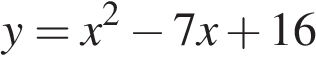 y = x² − 7x + 16